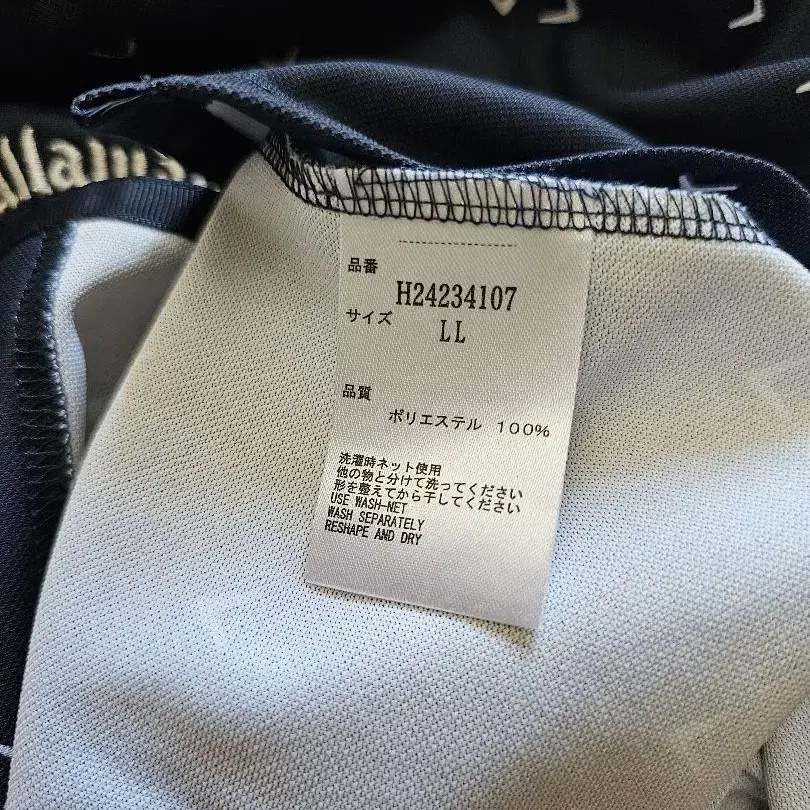 品番
H24234107
サイズ
LL
品質
ポリエステル 100%
洗濯時ネット使用
他の物と分けて洗ってください
形を整えてから干してください
USE WASH-NET
WASH SEPARATELY
RESHAPE AND DRY